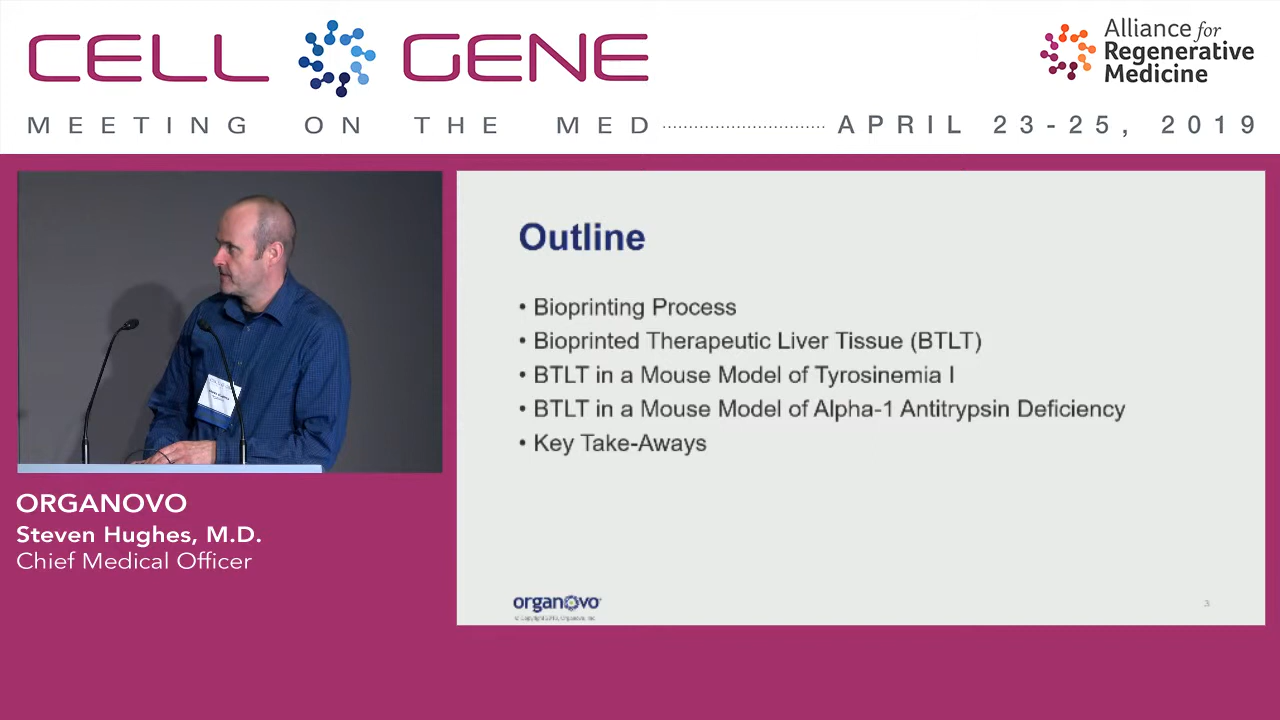 CELL GENE
Alliance for
Regenerative
Medicine
MEETING ON THE MED
APRIL 23-25, 2019
Outline
• Bioprinting Process
• Bioprinted Therapeutic Liver Tissue (BTLT)
• BTLT in a Mouse Model of Tyrosinemia I
• BTLT in a Mouse Model of Alpha-1 Antitrypsin Deficiency
• Key Take-Aways
organovo
3
ORGANOVO
Steven Hughes, M.D.
Chief Medical Officer